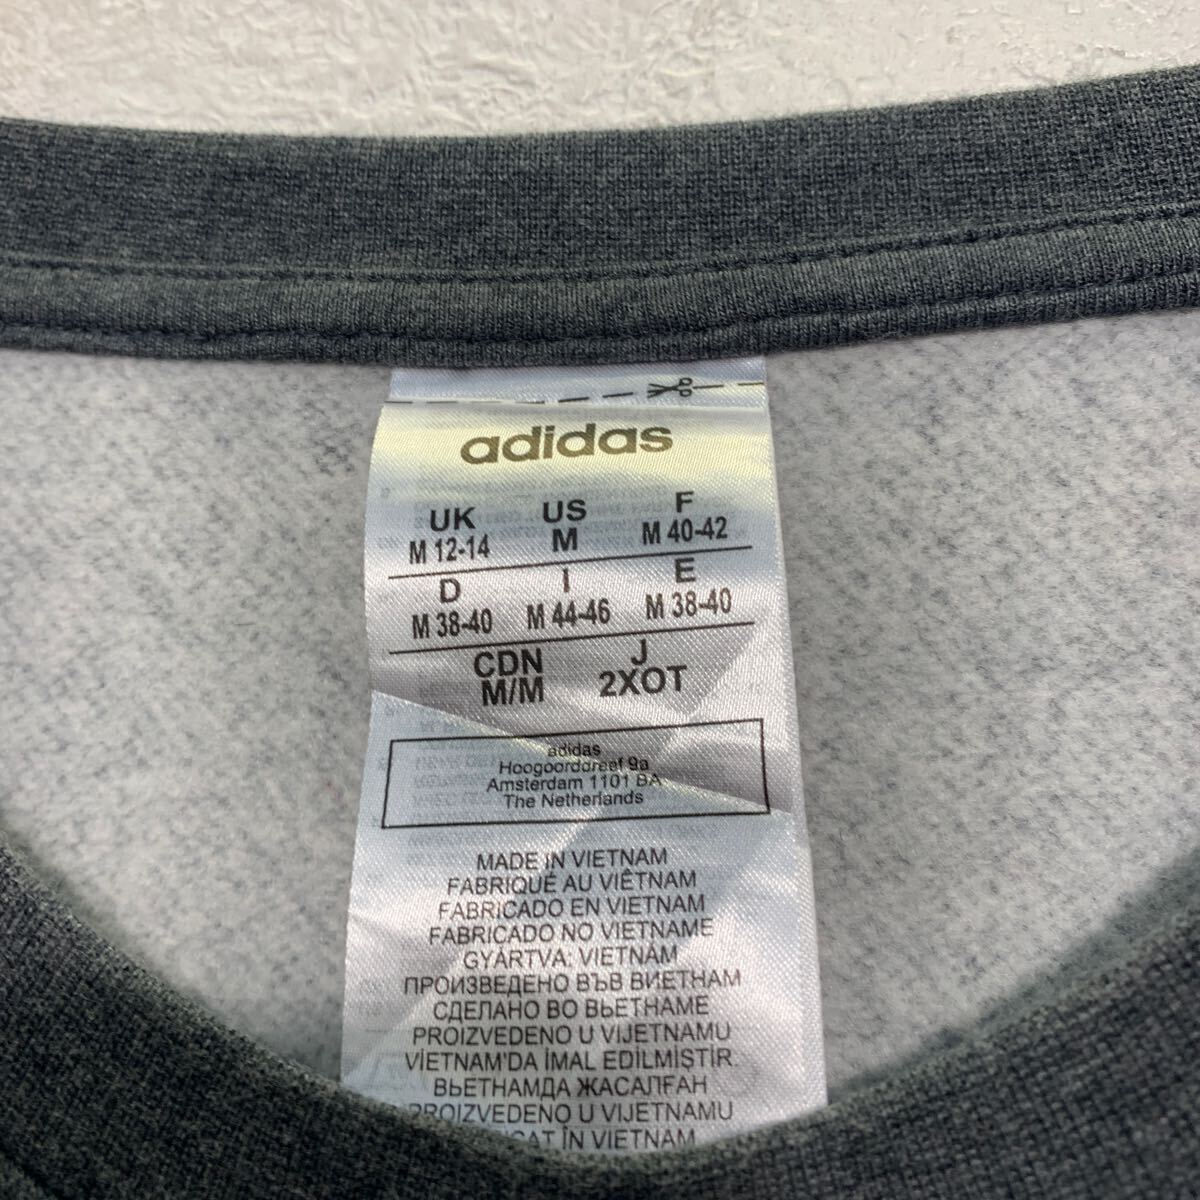 adidas
UK US F
M 12-14 M M 40-42
D I E
M 38-40 M 44-46 M 38-40
CDN J
M/M 2XOT
adidas
Hoogoorddreef 9a
Amsterdam 1101 BA
The Netherlands
MADE IN VIETNAM
FABRIQUÉ AU VIÊTNAM
FABRICADO EN VIETNAM
FABRICADO NO VIETNAME
GYÁRTVA: VIETNÁM
ПРОИЗВЕДЕНО ВЪВ ВИЕТНАМ
СДЕЛАНО ВО ВЬЕТНАМЕ
PROIZVEDENO U VIJETNAMU
VİETNAM'DA İMAL EDİLMİŞTİR.
ВЬЕТНАМДА ЖАСАЛҒАН
PROIZVEDENO U VIJETNAMU
ÎN VIETNAM